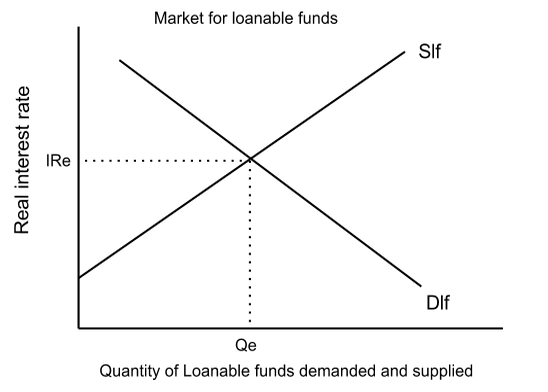 Market for loanable funds
Slf
Real interest rate
IRe
Dlf
Qe
Quantity of Loanable funds demanded and supplied